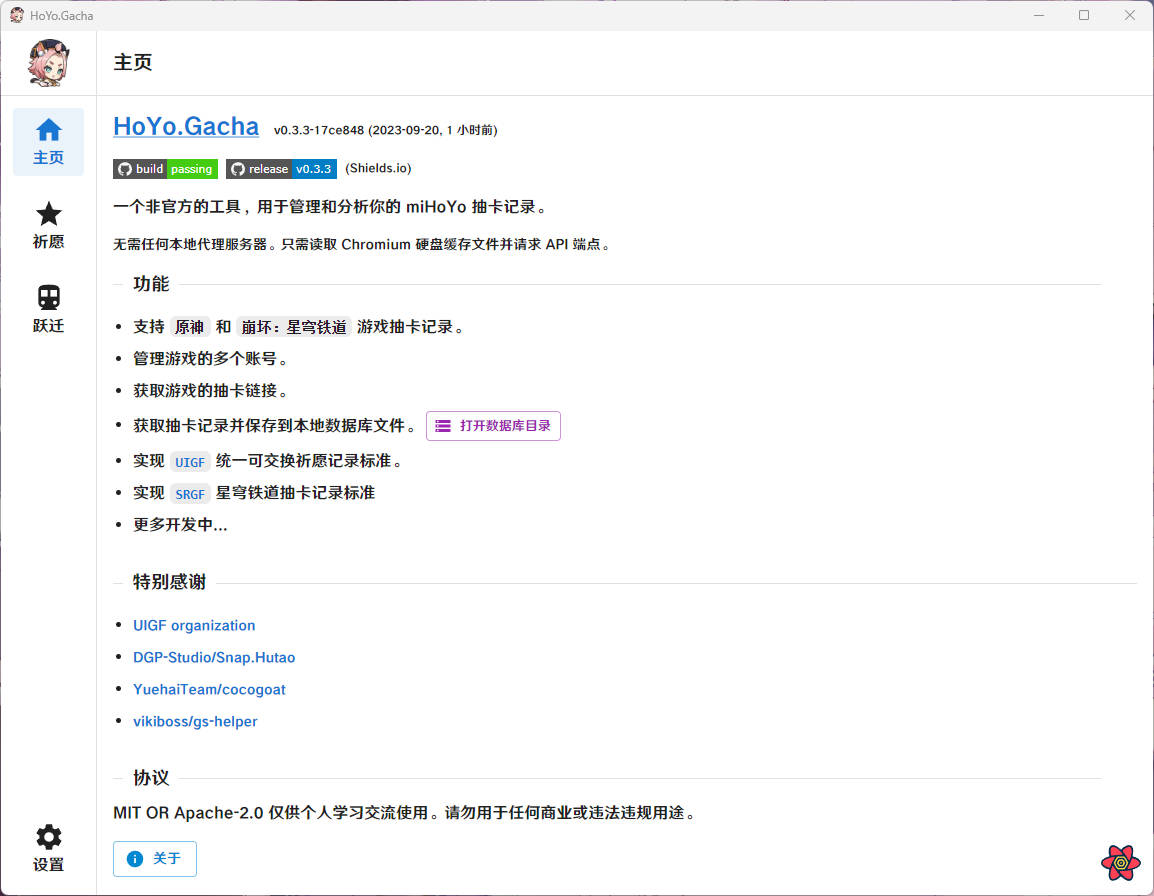 HoYo.Gacha
主页
主页
祈愿
跃迁
设置
HoYo.Gacha v0.3.3-17ce848 (2023-09-20, 1 小时前)
build passing release v0.3.3 (Shields.io)
一个非官方的工具，用于管理和分析你的 miHoYo 抽卡记录。
无需任何本地代理服务器。只需读取 Chromium 硬盘缓存文件并请求 API 端点。
功能
• 支持 原神 和 崩坏：星穹铁道 游戏抽卡记录。
• 管理游戏的多个账号。
• 获取游戏的抽卡链接。
• 获取抽卡记录并保存到本地数据库文件。 打开数据库目录
• 实现 UIGF 统一可交换祈愿记录标准。
• 实现 SRGF 星穹铁道抽卡记录标准
• 更多开发中...
特别感谢
• UIGF organization
• DGP-Studio/Snap.Hutao
• YuehaiTeam/cocogoat
• vikiboss/gs-helper
协议
MIT OR Apache-2.0 仅供个人学习交流使用。请勿用于任何商业或违法违规用途。
关于